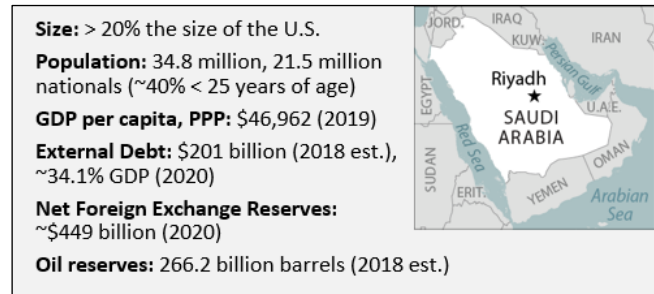 Size: > 20% the size of the U.S.
Population: 34.8 million, 21.5 million
nationals (~40% < 25 years of age)
GDP per capita, PPP: $46,962 (2019)
External Debt: $201 billion (2018 est.),
~34.1% GDP (2020)
Net Foreign Exchange Reserves:
~$449 billion (2020)
Oil reserves: 266.2 billion barrels (2018 est.)
JORD.
IRAQ
KUW.
IRAN
Persian Gulf
EGYPT
Riyadh
SAUDI
ARABIA
U.A.E.
Red Sea
OMAN
SUDAN
ERIT.
YEMEN
Arabian
Sea